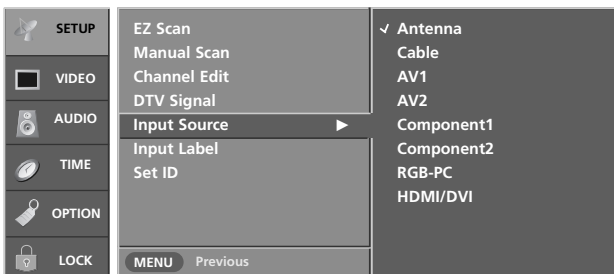 SETUP
VIDEO
AUDIO
TIME
OPTION
LOCK
EZ Scan
Manual Scan
Channel Edit
DTV Signal
Input Source ►
Input Label
Set ID
MENU Previous
✓ Antenna
Cable
AV1
AV2
Component1
Component2
RGB-PC
HDMI/DVI